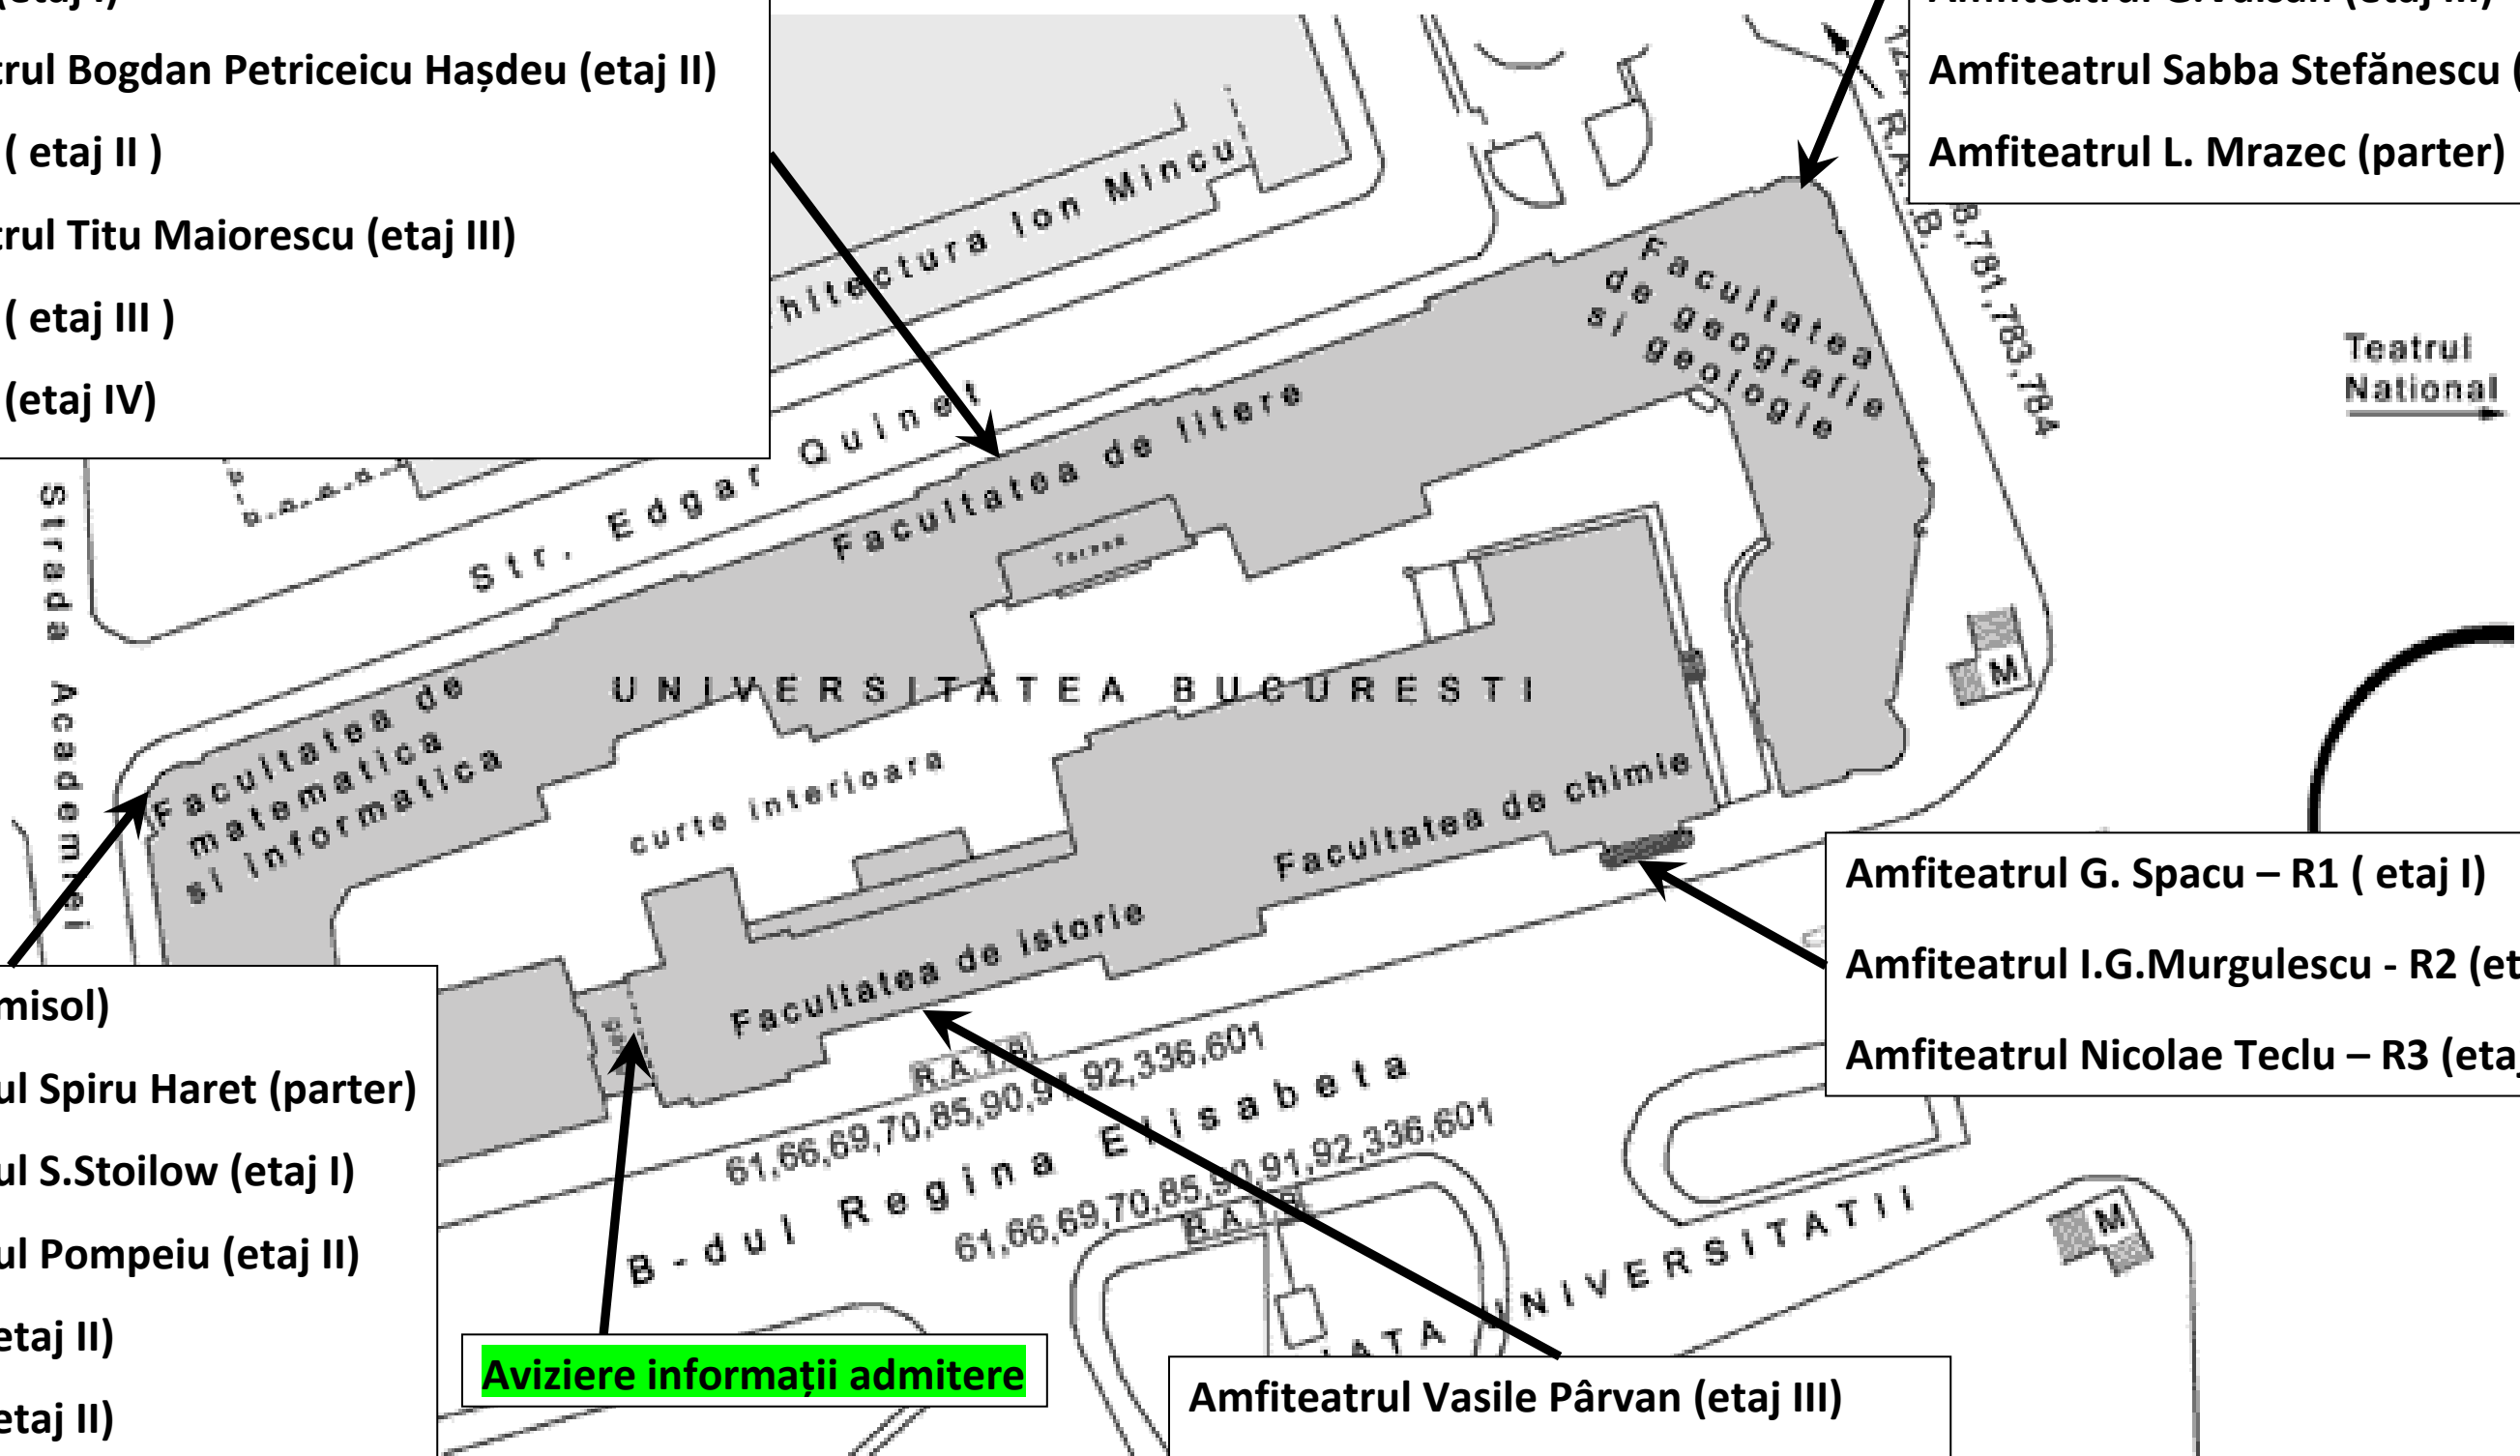 (etaj I)
trul Bogdan Petriceicu Hașdeu (etaj II)
( etaj II )
trul Titu Maiorescu (etaj III)
( etaj III )
(etaj IV)
Amfiteatrul Sabba Stefănescu (
Amfiteatrul L. Mrazec (parter)
hitectura Ion Mincu
R.A. B.
8,781,783,784
Teatrul
National
Facultatea
de geografie
si geologie
Str. Edgar Quinet
Facultatea de litere
Strada Academiei
UNIVERSITATEA BUCURESTI
Facultatea de
matematica
si informatica
curte interioara
Facultatea de chimie
Facultatea de istorie
M
Amfiteatrul G. Spacu – R1 ( etaj I)
Amfiteatrul I.G.Murgulescu - R2 (et
Amfiteatrul Nicolae Teclu – R3 (etaj
misol)
ul Spiru Haret (parter)
ul S.Stoilow (etaj I)
ul Pompeiu (etaj II)
etaj II)
etaj II)
R.A.T.B.
61,66,69,70,85,90,91,92,336,601
B-dul Regina Elisabeta
61,66,69,70,85,90,91,92,336,601
R.A.T.B.
IATA UNIVERSITATII
M
Aviziere informații admitere
Amfiteatrul Vasile Pârvan (etaj III)